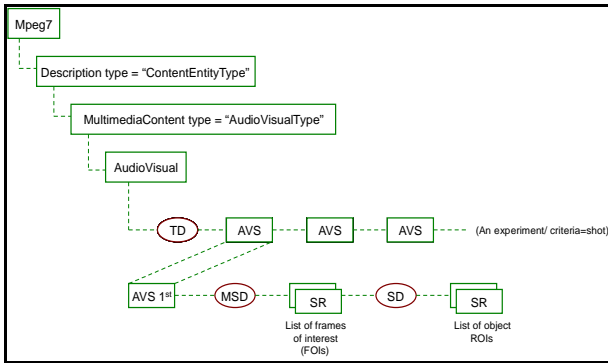 Mpeg7
Description type = “ContentEntityType”
MultimediaContent type = “AudioVisualType”
AudioVisual
TD
AVS
AVS
AVS
(An experiment/ criteria=shot)
AVS 1st
MSD
SR
SD
SR
List of frames
of interest
(FOIs)
List of object
ROIs